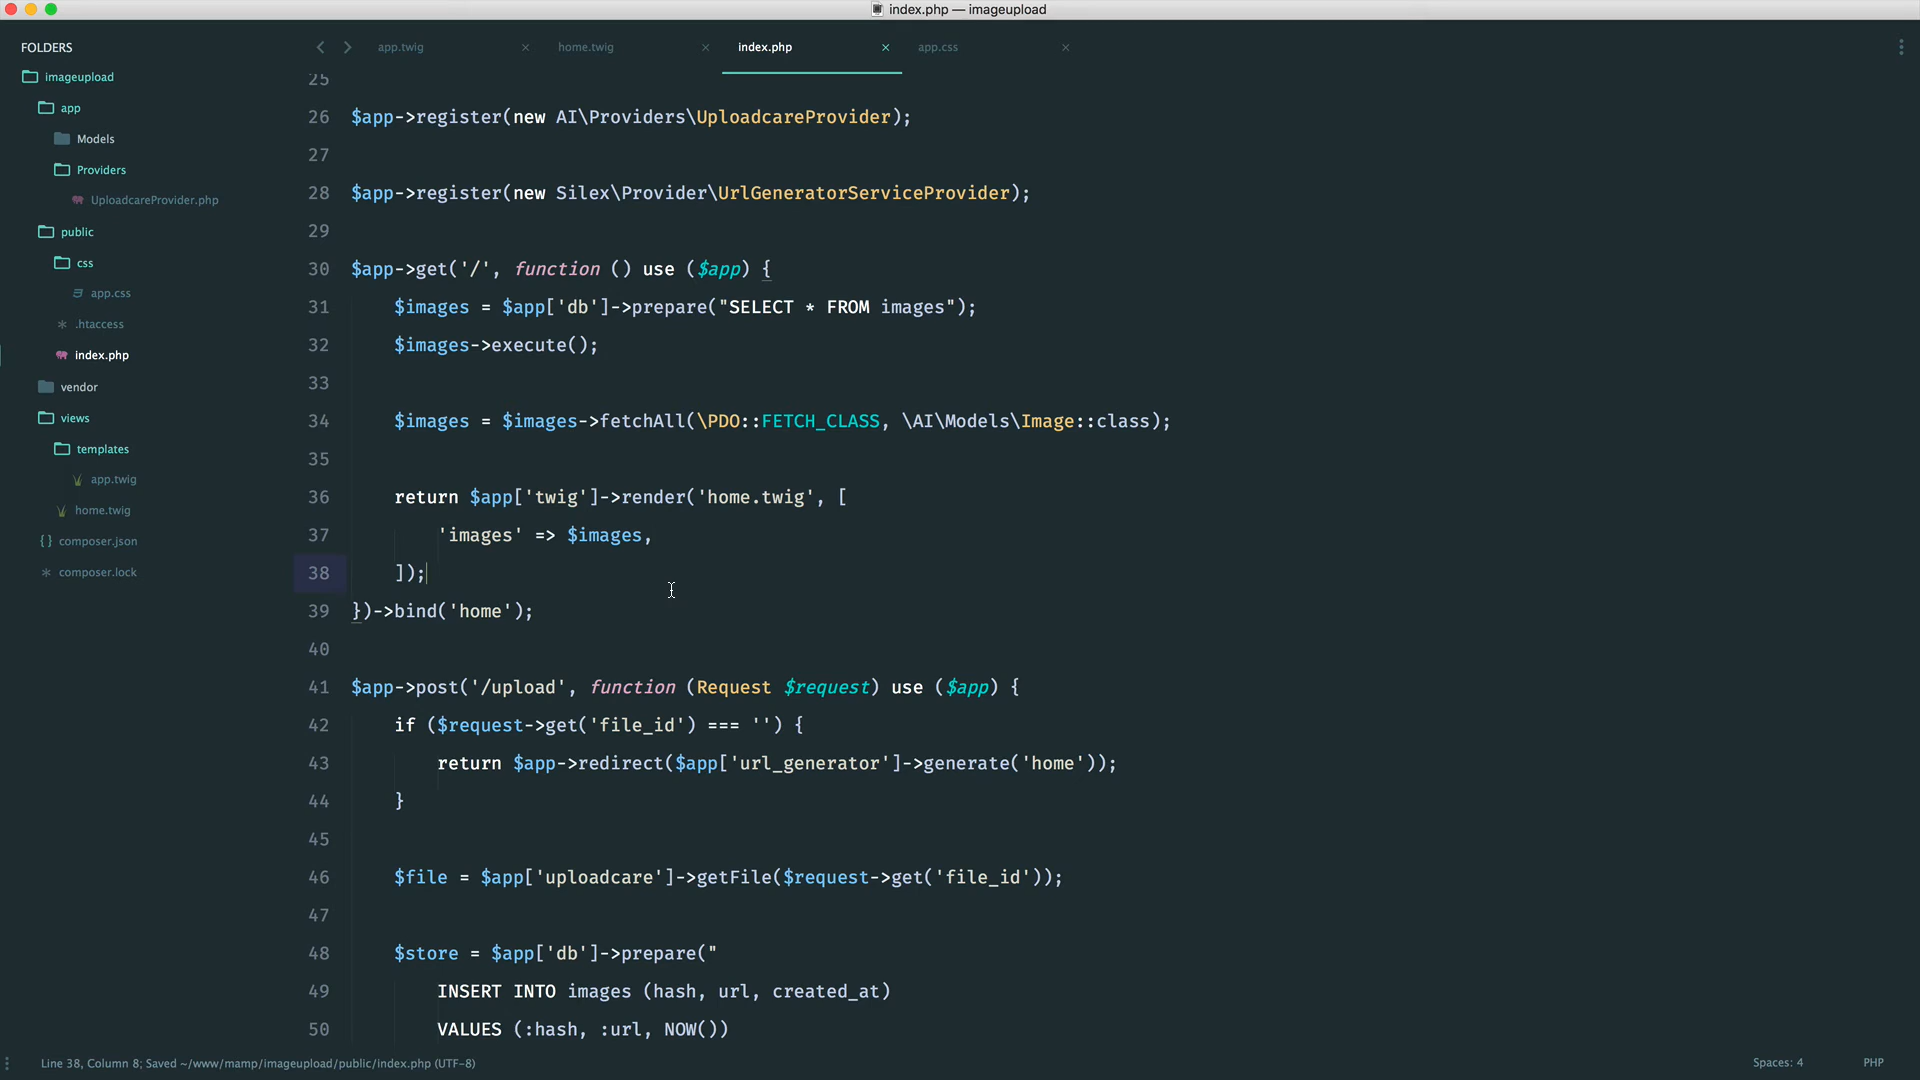 index.php — imageupload
FOLDERS
imageupload
app
Models
Providers
UploadcareProvider.php
public
css
app.css
.htaccess
index.php
vendor
views
templates
app.twig
home.twig
composer.json
composer.lock
app.twig
home.twig
index.php
app.css
25
26 $app->register(new AI\Providers\UploadcareProvider);
27
28 $app->register(new Silex\Provider\UrlGeneratorServiceProvider);
29
30 $app->get('/', function () use ($app) {
31 $images = $app['db']->prepare("SELECT * FROM images");
32 $images->execute();
33
34 $images = $images->fetchAll(\PDO::FETCH_CLASS, \AI\Models\Image::class);
35
36 return $app['twig']->render('home.twig', [
37 'images' => $images,
38 ]);
39 })->bind('home');
40
41 $app->post('/upload', function (Request $request) use ($app) {
42 if ($request->get('file_id') === '') {
43 return $app->redirect($app['url_generator']->generate('home'));
44 }
45
46 $file = $app['uploadcare']->getFile($request->get('file_id'));
47
48 $store = $app['db']->prepare("
49 INSERT INTO images (hash, url, created_at)
50 VALUES (:hash, :url, NOW())
Line 38, Column 8; Saved ~/www/mamp/imageupload/public/index.php (UTF-8)
Spaces: 4
PHP